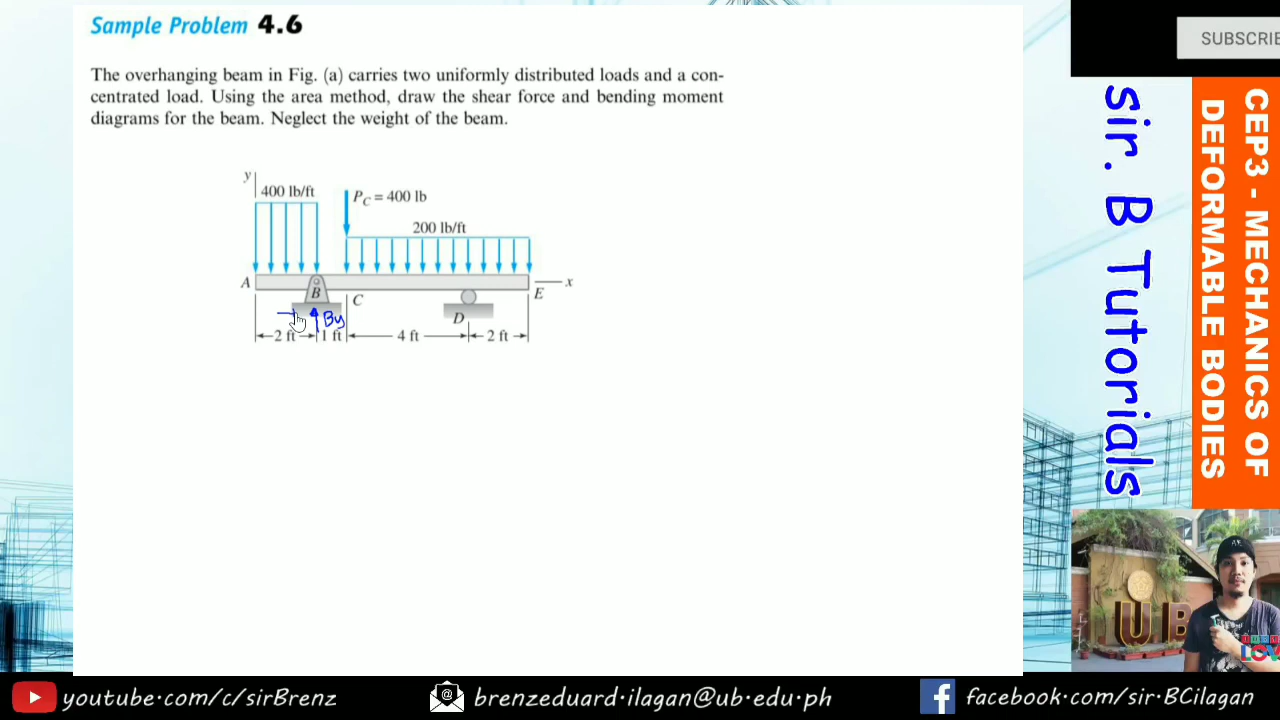 Sample Problem 4.6
The overhanging beam in Fig. (a) carries two uniformly distributed loads and a con-
centrated load. Using the area method, draw the shear force and bending moment
diagrams for the beam. Neglect the weight of the beam.
y
400 lb/ft
PC = 400 lb
200 lb/ft
A
B
C
D
E
x
By
2 ft
1 ft
4 ft
2 ft
SUBSCRIE
sir. B Tutorials
CEP3 - MECHANICS OF
DEFORMABLE BODIES
U.B
youtube.com/c/sirBrenz
brenzeduard.ilagan@ub.edu.ph
facebook.com/sir.BCilagan